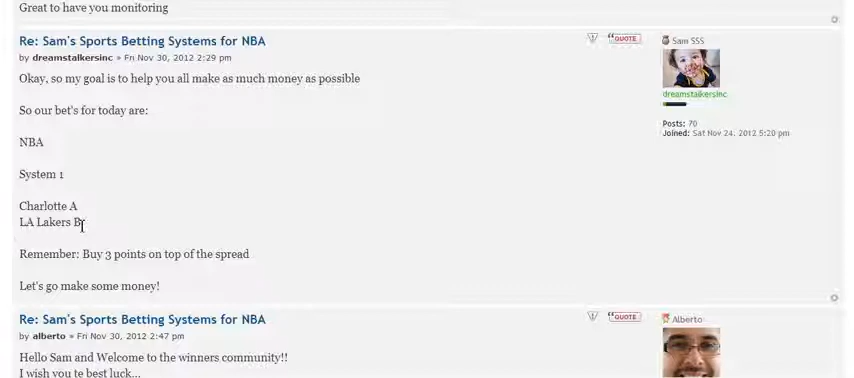 Great to have you monitoring
Re: Sam's Sports Betting Systems for NBA
by dreamstalkersinc » Fri Nov 30, 2012 2:29 pm
Okay, so my goal is to help you all make as much money as possible
So our bet's for today are:
NBA
System 1
Charlotte A
LA Lakers B
Remember: Buy 3 points on top of the spread
Let's go make some money!
QUOTE
Sam SSS
dreamstalkersinc
Posts: 70
Joined: Sat Nov 24, 2012 5:20 pm
Re: Sam's Sports Betting Systems for NBA
by alberto » Fri Nov 30, 2012 2:47 pm
Hello Sam and Welcome to the winners community!!
I wish you te best luck...
QUOTE
Alberto